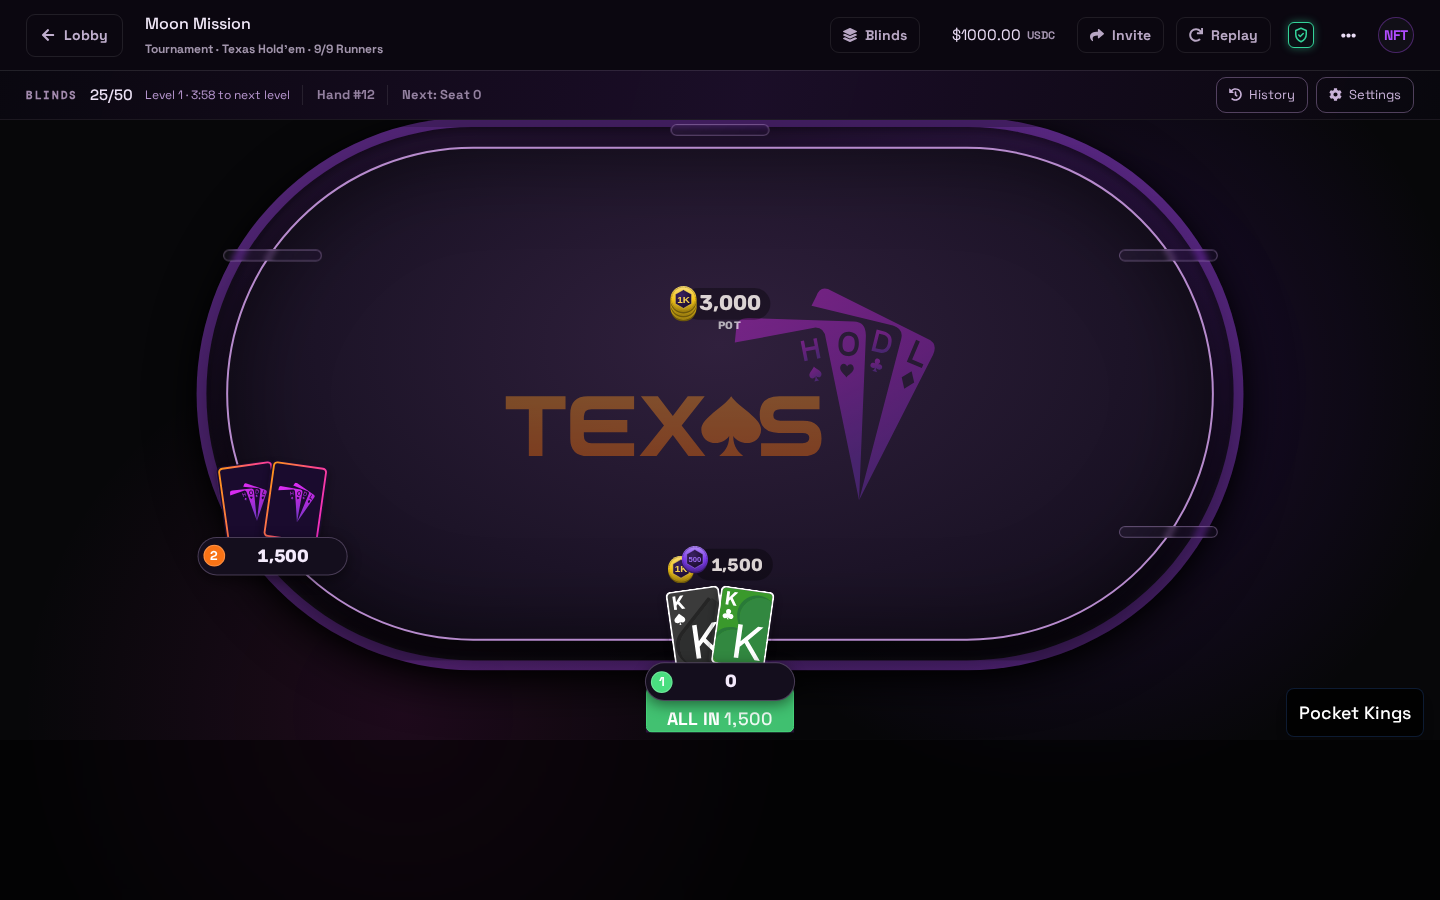 Lobby
Moon Mission
Tournament · Texas Hold'em · 9/9 Runners
Blinds
$1000.00 USDC
Invite
Replay
NFT
BLINDS 25/50 Level 1 · 3:58 to next level
Hand #12
Next: Seat 0
History
Settings
1K 3,000
POT
H O D L
TEXAS
HODL HODL
2 1,500
1K 500 1,500
K K
K K
1 0
ALL IN 1,500
Pocket Kings